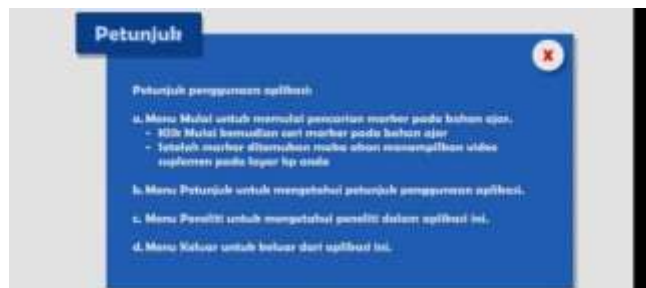 Petunjuk
X
Petunjuk penggunaan aplikasi:
a. Menu Mulai untuk memulai pencarian marker pada bahan ajar.
- Klik Mulai kemudian cari marker pada bahan ajar
- Setelah marker ditemukan maka akan menampilkan video
suplemen pada layar hp anda
b. Menu Petunjuk untuk mengetahui petunjuk penggunaan aplikasi.
c. Menu Peneliti untuk mengetahui peneliti dalam aplikasi ini.
d. Menu Keluar untuk keluar dari aplikasi ini.